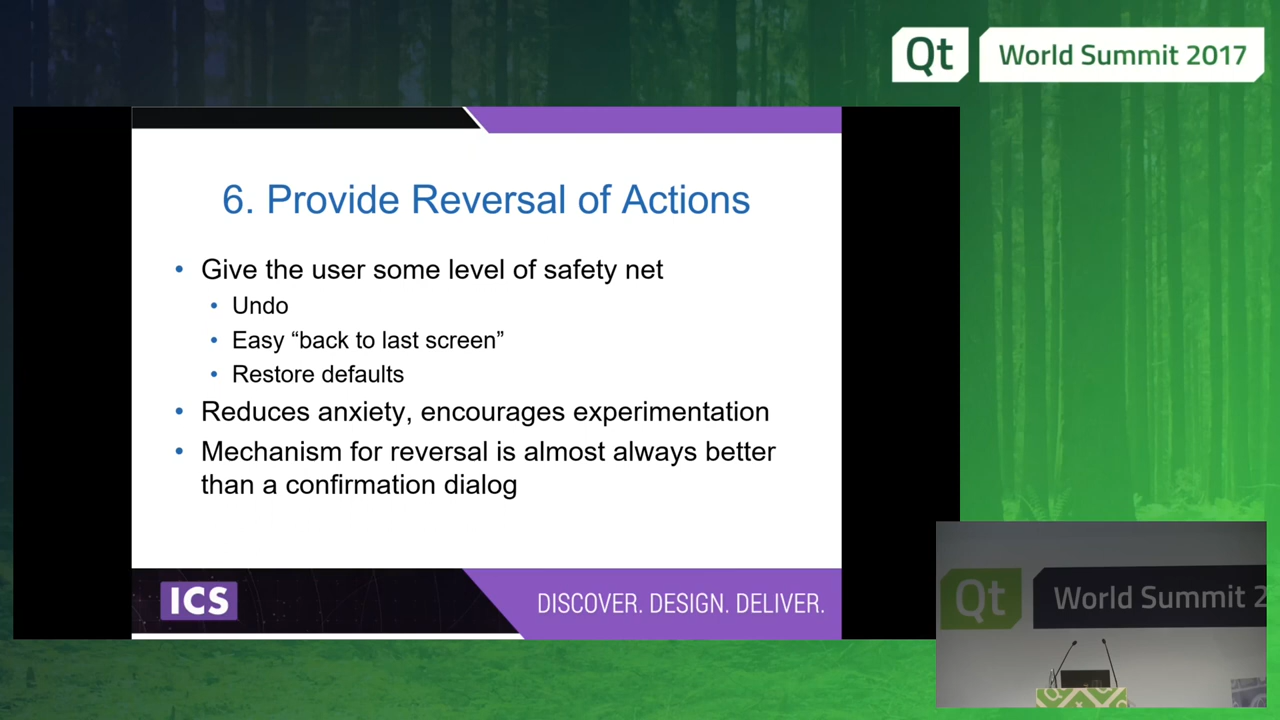 Qt World Summit 2017
6. Provide Reversal of Actions
• Give the user some level of safety net
• Undo
• Easy “back to last screen”
• Restore defaults
• Reduces anxiety, encourages experimentation
• Mechanism for reversal is almost always better
than a confirmation dialog
ICS
DISCOVER. DESIGN. DELIVER.
Qt World Summit 2